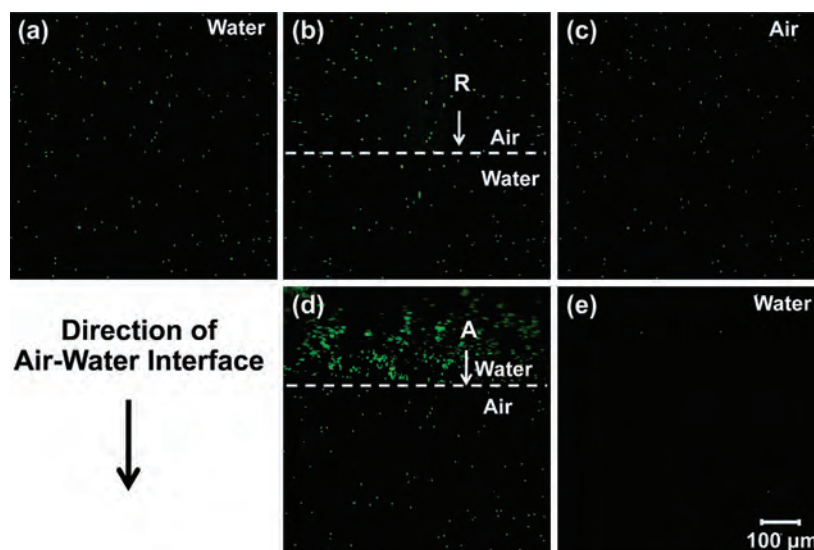 (a)
Water
(b)
R
Air
Water
(c)
Air
Direction of
Air-Water Interface
(d)
A
Water
Air
(e)
Water
100 µm